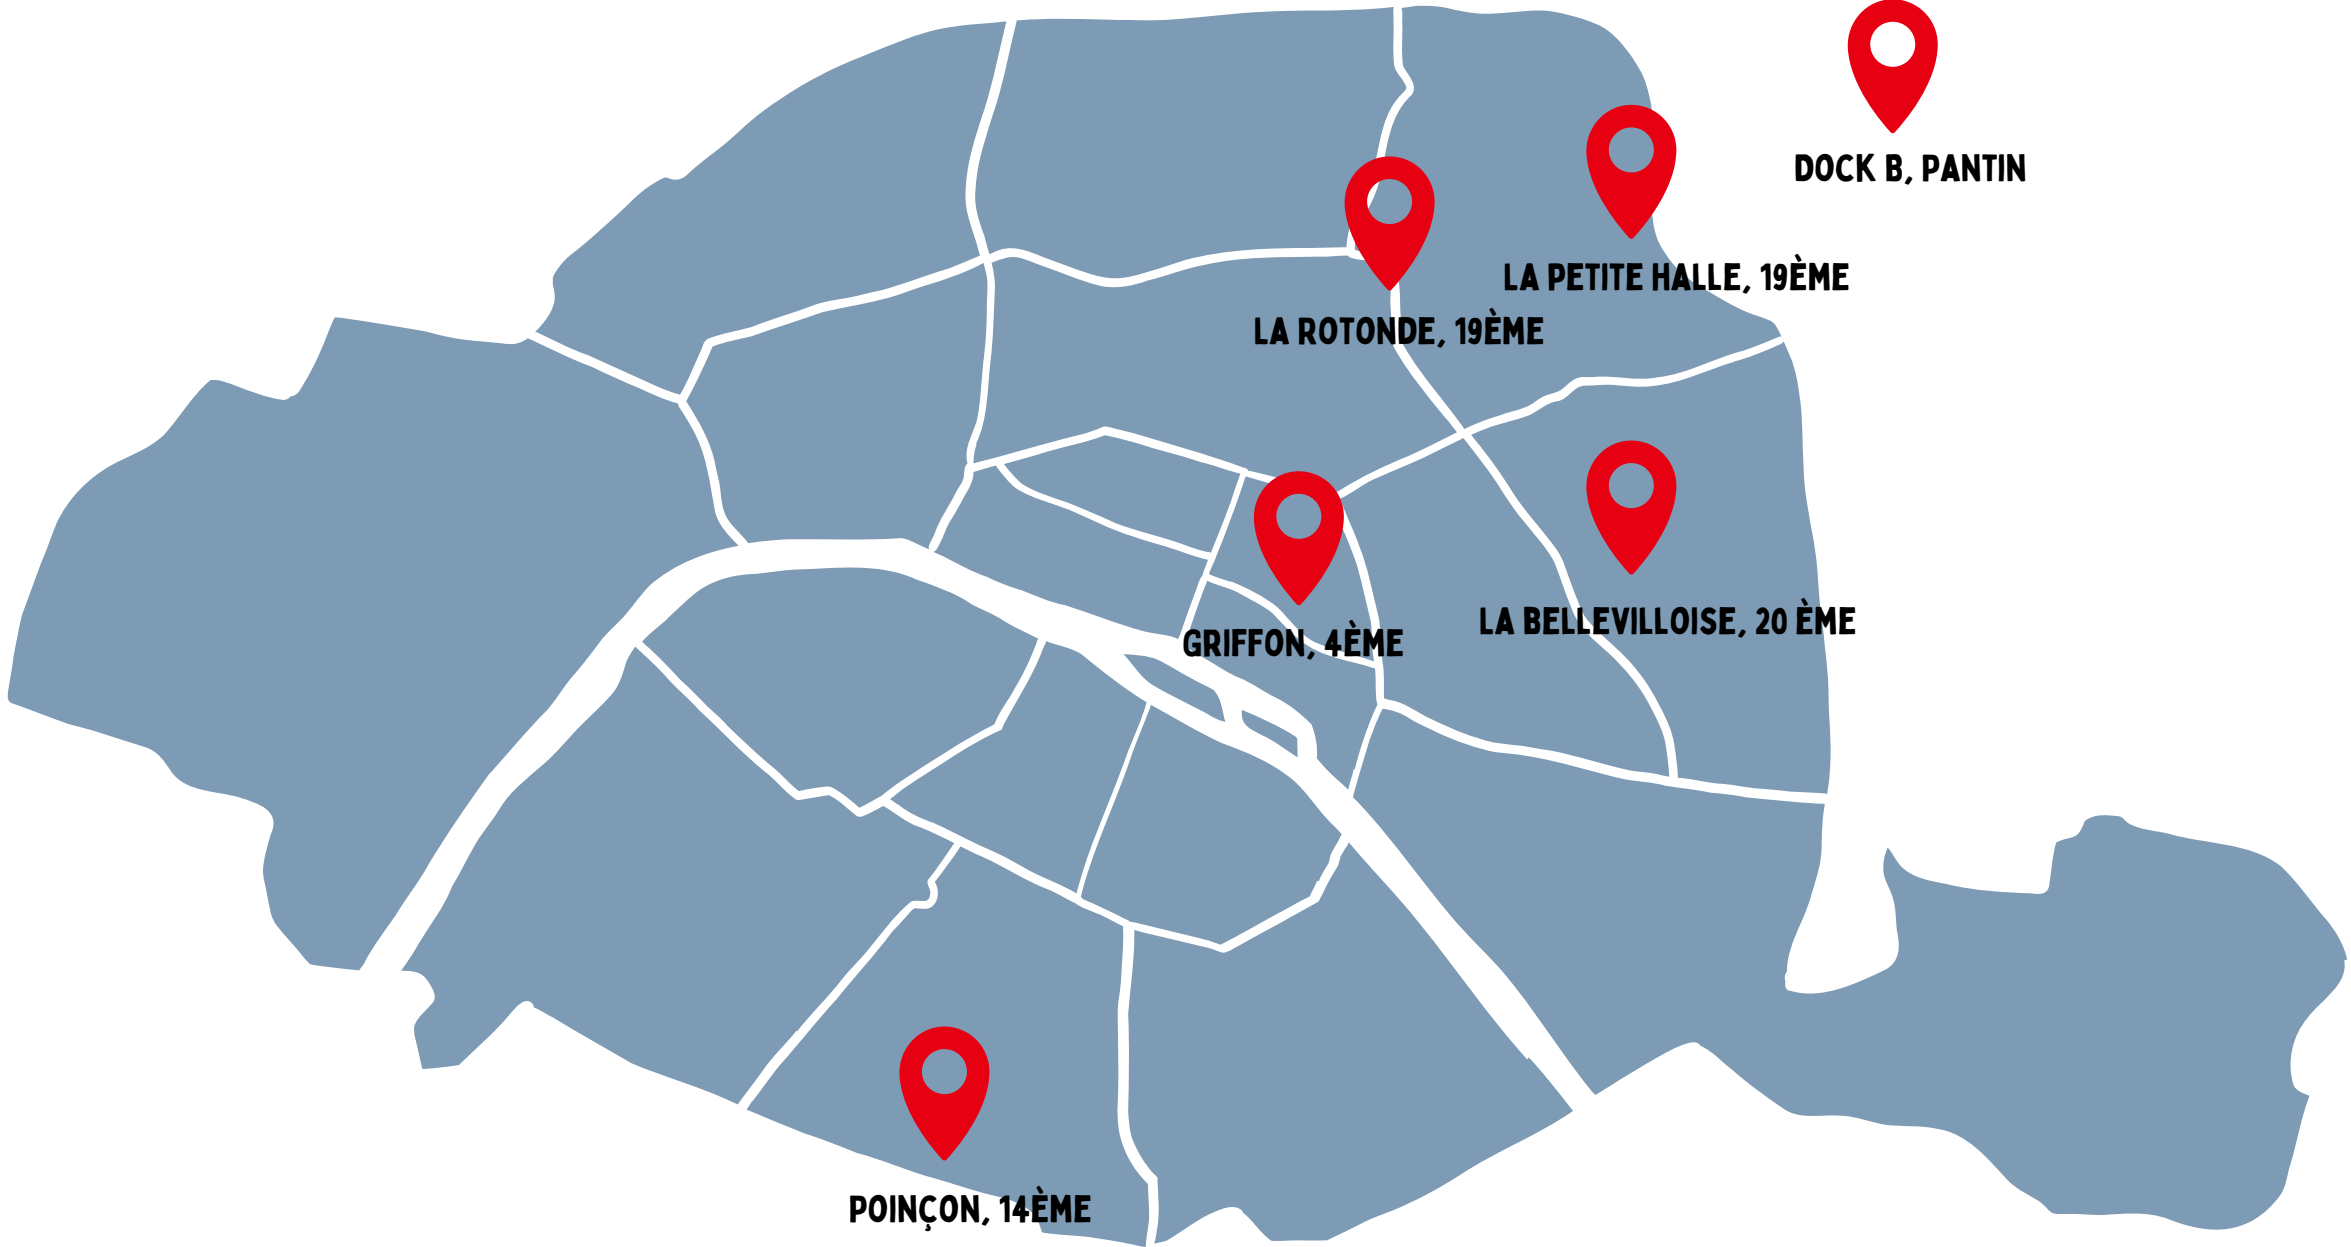 DOCK B, PANTIN
LA PETITE HALLE, 19ÈME
LA ROTONDE, 19ÈME
LA BELLEVILLOISE, 20 ÈME
GRIFFON, 4ÈME
POINÇON, 14ÈME